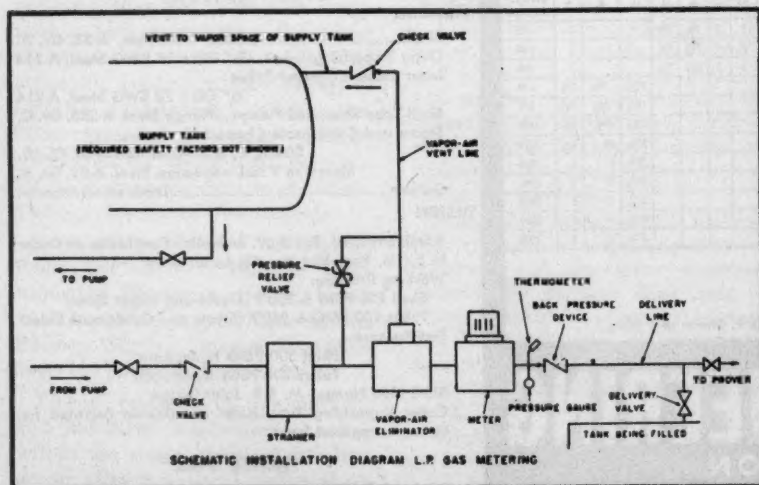 VENT TO VAPOR SPACE OF SUPPLY TANK
CHECK VALVE
SUPPLY TANK
(REQUIRED SAFETY FACTORS NOT SHOWN)
VAPOR-AIR
VENT LINE
TO PUMP
PRESSURE
RELIEF
VALVE
THERMOMETER
BACK PRESSURE
DEVICE
DELIVERY
LINE
FROM PUMP
CHECK
VALVE
STRAINER
VAPOR-AIR
ELIMINATOR
METER
PRESSURE GAUGE
DELIVERY
VALVE
TO PROVER
TANK BEING FILLED
SCHEMATIC INSTALLATION DIAGRAM L.P. GAS METERING